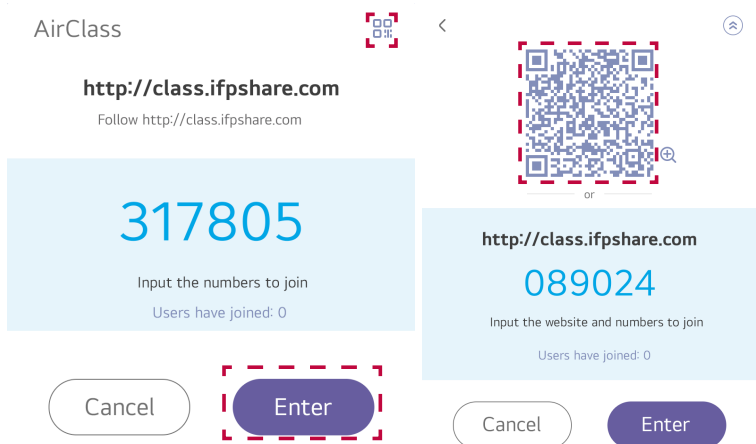 AirClass
http://class.ifpshare.com
Follow http://class.ifpshare.com
317805
Input the numbers to join
Users have joined: 0
Cancel
Enter
or
http://class.ifpshare.com
089024
Input the website and numbers to join
Users have joined: 0
Cancel
Enter